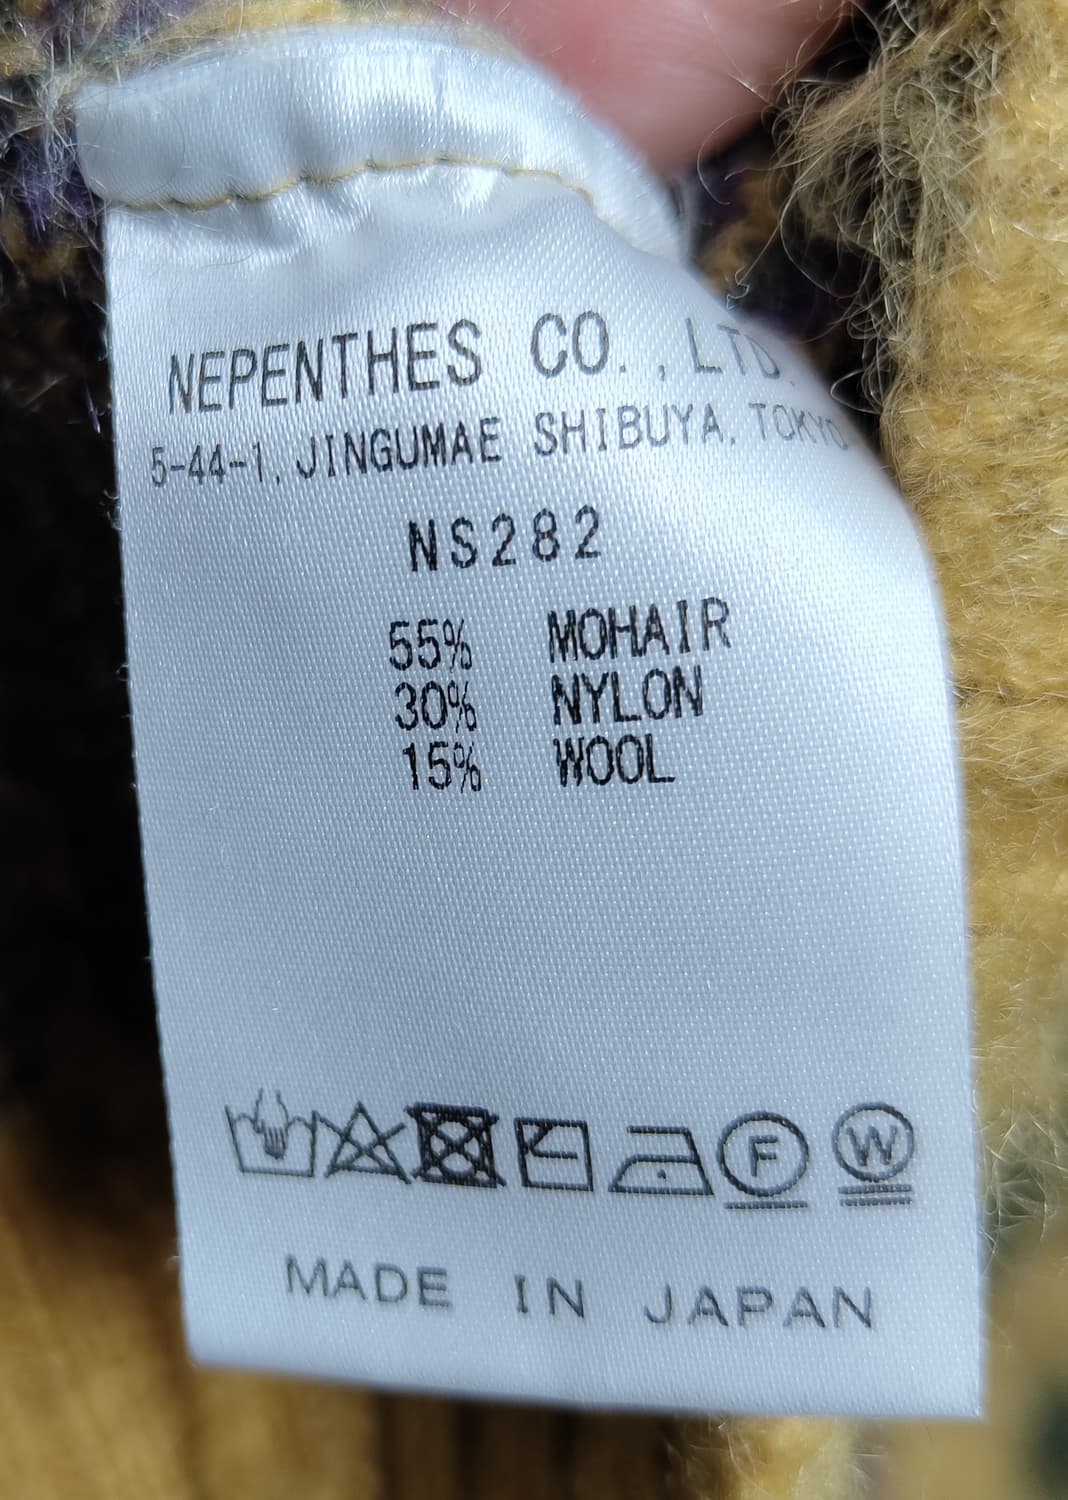 NEPENTHES CO., LTD.
5-44-1, JINGUMAE SHIBUYA, TOKYO
NS282
55% MOHAIR
30% NYLON
15% WOOL
F W
MADE IN JAPAN